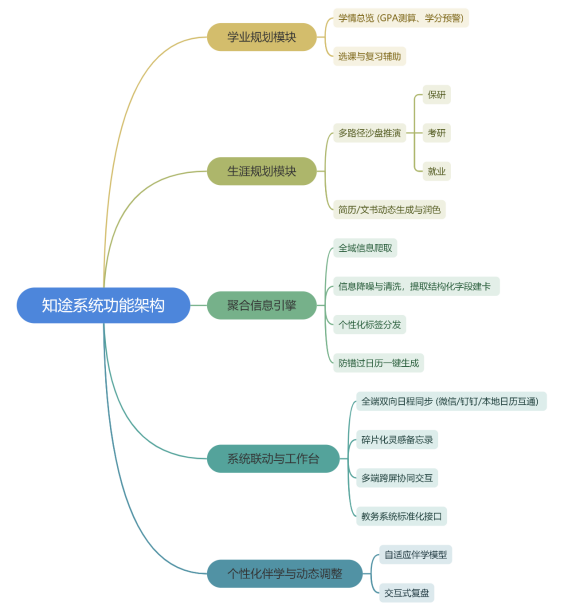 知途系统功能架构
学业规划模块
学情总览 (GPA测算、学分预警)
选课与复习辅助
生涯规划模块
多路径沙盘推演
保研
考研
就业
简历/文书动态生成与润色
聚合信息引擎
全域信息爬取
信息降噪与清洗，提取结构化字段建卡
个性化标签分发
防错过日历一键生成
系统联动与工作台
全端双向日程同步 (微信/钉钉/本地日历互通)
碎片化灵感备忘录
多端跨屏协同交互
教务系统标准化接口
个性化伴学与动态调整
自适应伴学模型
交互式复盘